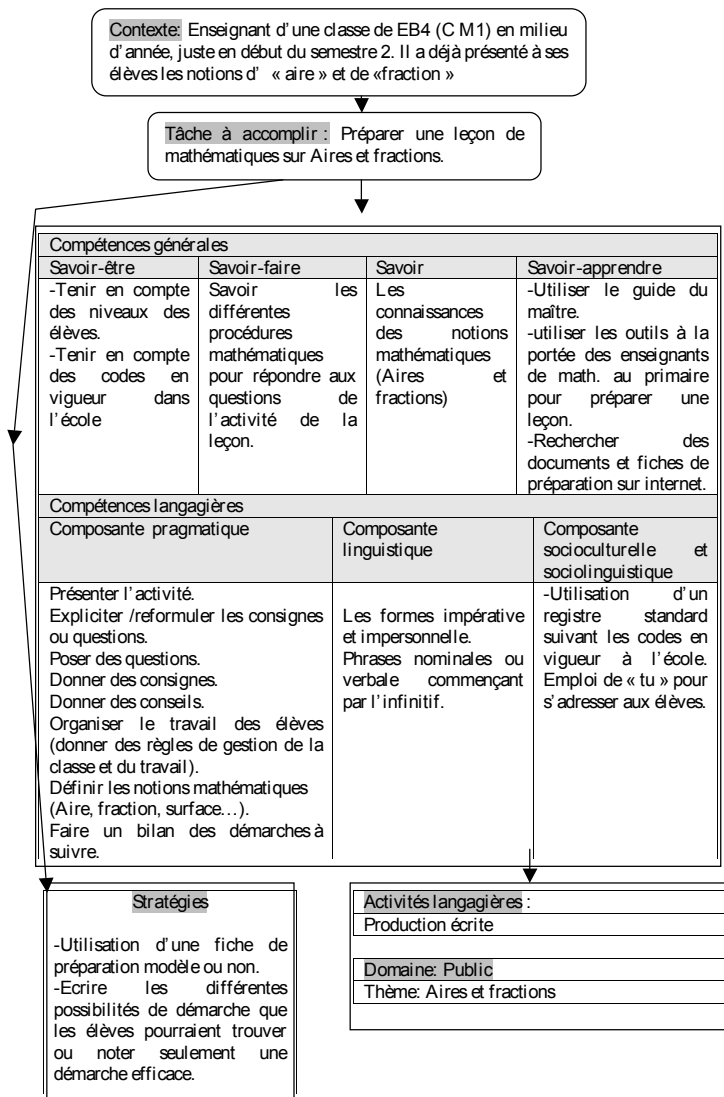 Contexte: Enseignant d'une classe de EB4 (C M1) en milieu
d'année, juste en début du semestre 2. Il a déjà présenté à ses
élèves les notions d' « aire » et de «fraction »
Tâche à accomplir : Préparer une leçon de
mathématiques sur Aires et fractions.
Compétences générales
Savoir-être
-Tenir en compte
des niveaux des
élèves.
-Tenir en compte
des codes en
vigueur dans
l'école
Savoir-faire
Savoir les
différentes
procédures
mathématiques
pour répondre aux
questions de
l'activité de la
leçon.
Savoir
Les
connaissances
des notions
mathématiques
(Aires et
fractions)
Savoir-apprendre
-Utiliser le guide du
maître.
-utiliser les outils à la
portée des enseignants
de math. au primaire
pour préparer une
leçon.
-Rechercher des
documents et fiches de
préparation sur internet.
Compétences langagières
Composante pragmatique
Présenter l'activité.
Expliciter /reformuler les consignes
ou questions.
Poser des questions.
Donner des consignes.
Donner des conseils.
Organiser le travail des élèves
(donner des règles de gestion de la
classe et du travail).
Définir les notions mathématiques
(Aire, fraction, surface...).
Faire un bilan des démarches à
suivre.
Composante
linguistique
Les formes impérative
et impersonnelle.
Phrases nominales ou
verbale commençant
par l'infinitif.
Composante
socioculturelle et
sociolinguistique
-Utilisation d'un
registre standard
suivant les codes en
vigueur à l'école.
Emploi de « tu » pour
s'adresser aux élèves.
Stratégies
-Utilisation d'une fiche de
préparation modèle ou non.
-Ecrire les différentes
possibilités de démarche que
les élèves pourraient trouver
ou noter seulement une
démarche efficace.
Activités langagières :
Production écrite
Domaine: Public
Thème: Aires et fractions